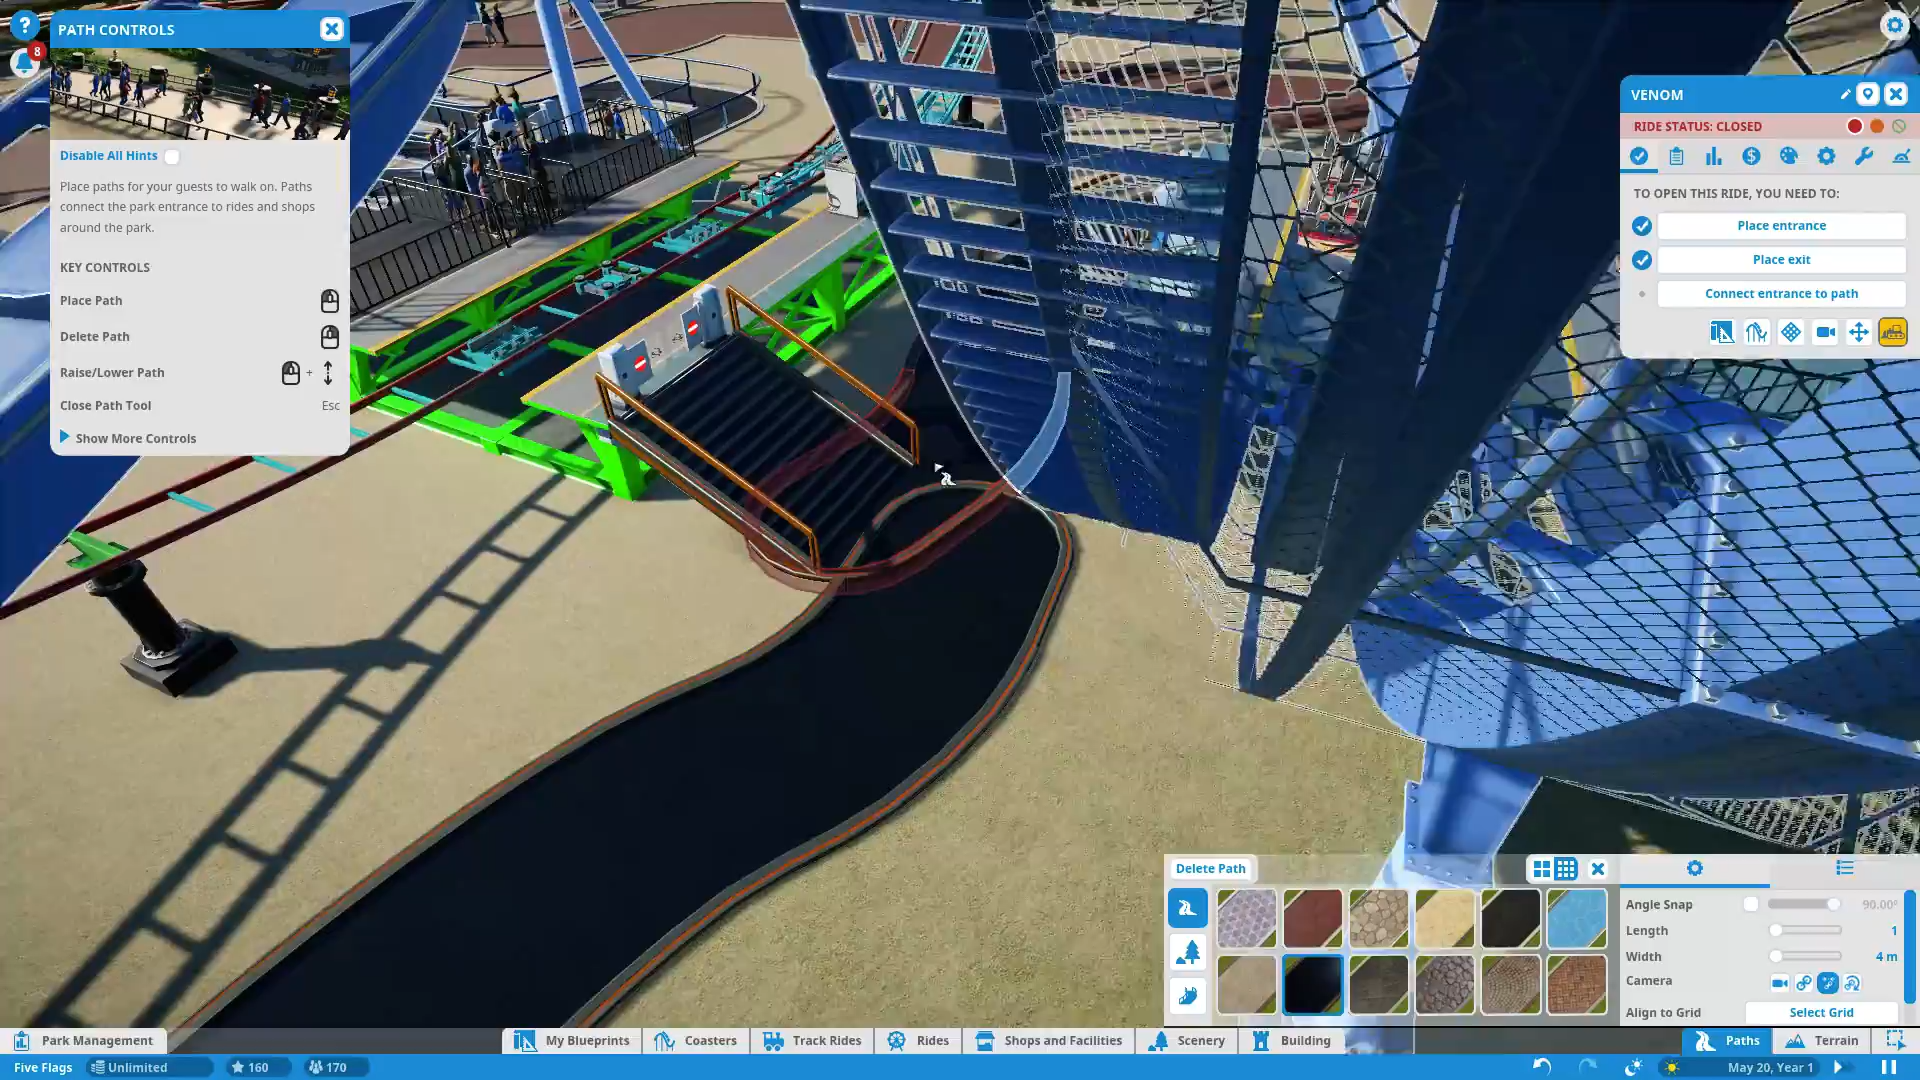 ?
PATH CONTROLS
8
Disable All Hints
Place paths for your guests to walk on. Paths
connect the park entrance to rides and shops
around the park.
KEY CONTROLS
Place Path
Delete Path
Raise/Lower Path
+
Close Path Tool Esc
Show More Controls
VENOM
RIDE STATUS: CLOSED
TO OPEN THIS RIDE, YOU NEED TO:
Place entrance
Place exit
Connect entrance to path
Delete Path
Angle Snap 90.00°
Length 1
Width 4 m
Camera
Align to Grid Select Grid
Park Management
My Blueprints
Coasters
Track Rides
Rides
Shops and Facilities
Scenery
Building
Paths
Terrain
Five Flags
Unlimited
160
170
May 20, Year 1